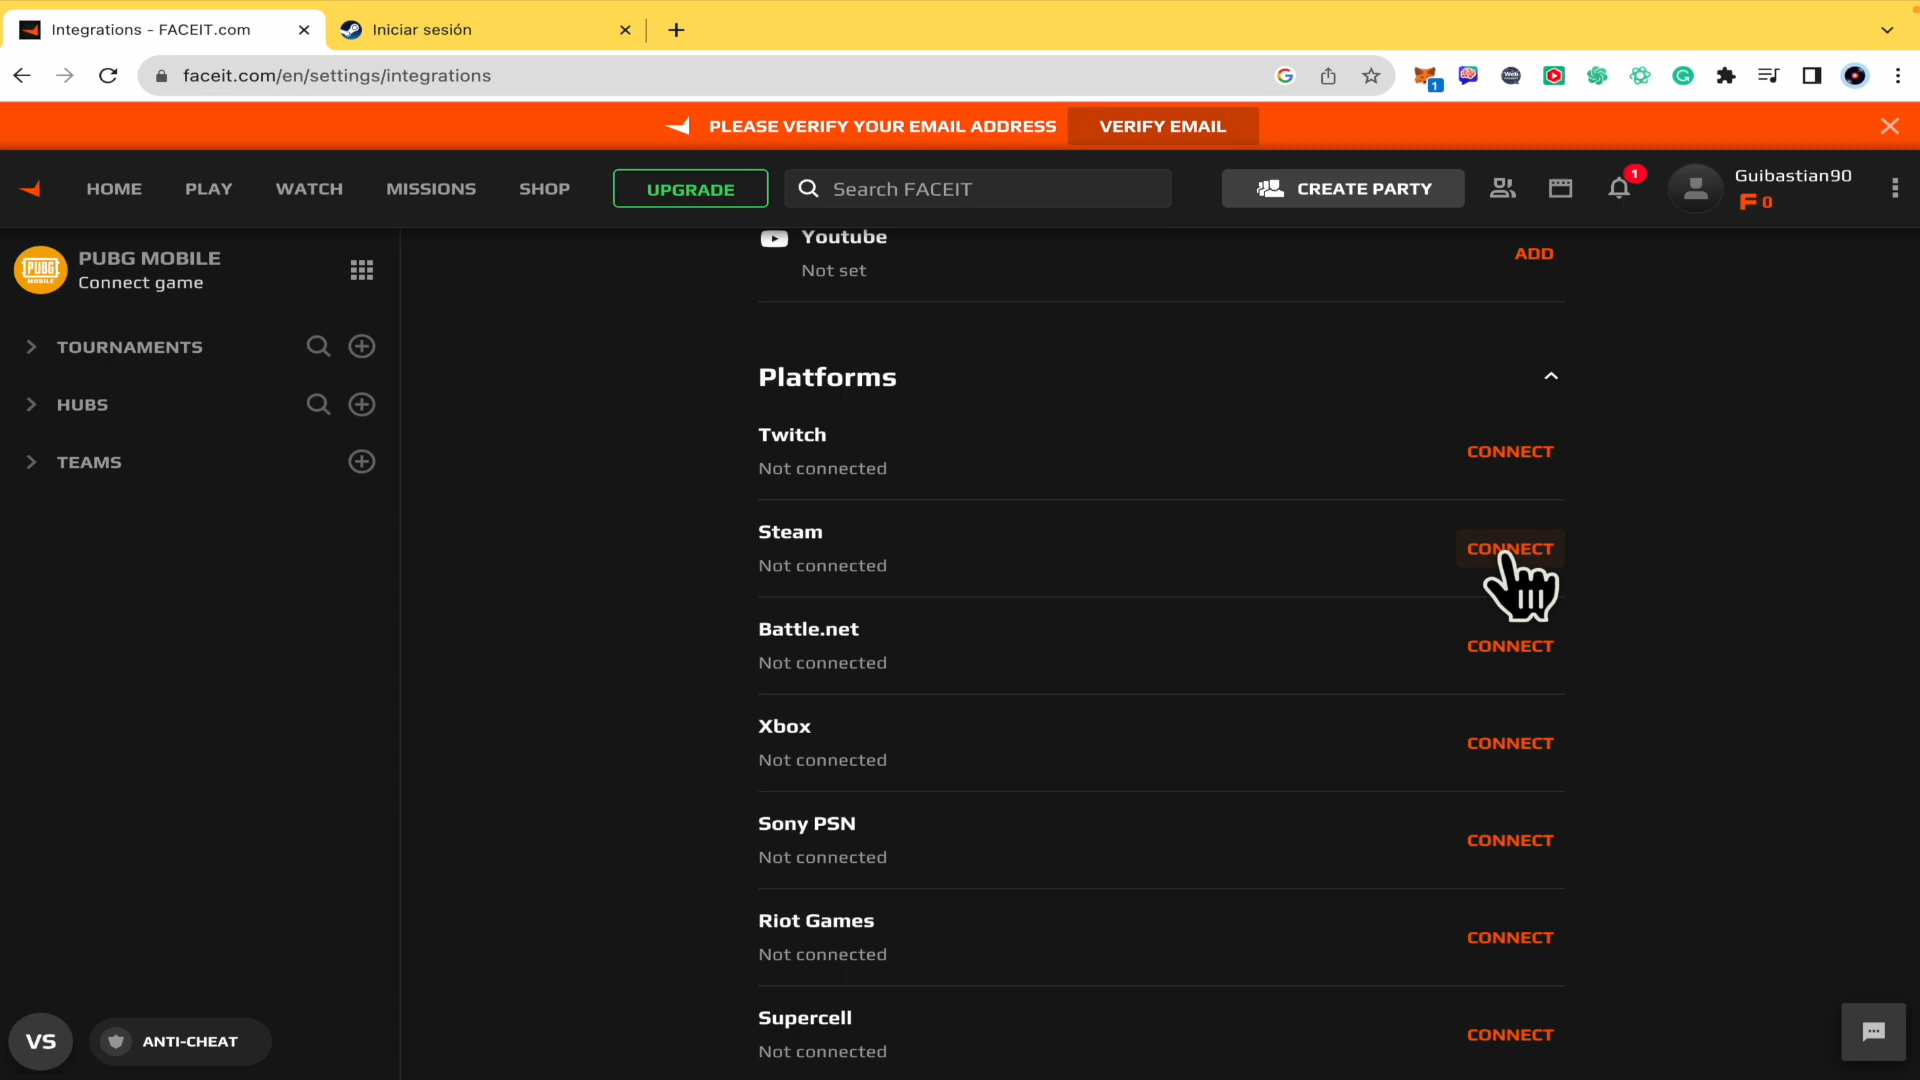 Integrations - FACEIT.com
Iniciar sesión
faceit.com/en/settings/integrations
1
PLEASE VERIFY YOUR EMAIL ADDRESS
VERIFY EMAIL
HOME
PLAY
WATCH
MISSIONS
SHOP
UPGRADE
Search FACEIT
CREATE PARTY
1
Guibastian90
0
PUBG MOBILE
Connect game
TOURNAMENTS
HUBS
TEAMS
Youtube
Not set
ADD
Platforms
Twitch
Not connected
CONNECT
Steam
Not connected
CONNECT
Battle.net
Not connected
CONNECT
Xbox
Not connected
CONNECT
Sony PSN
Not connected
CONNECT
Riot Games
Not connected
CONNECT
Supercell
Not connected
CONNECT
VS
ANTI-CHEAT